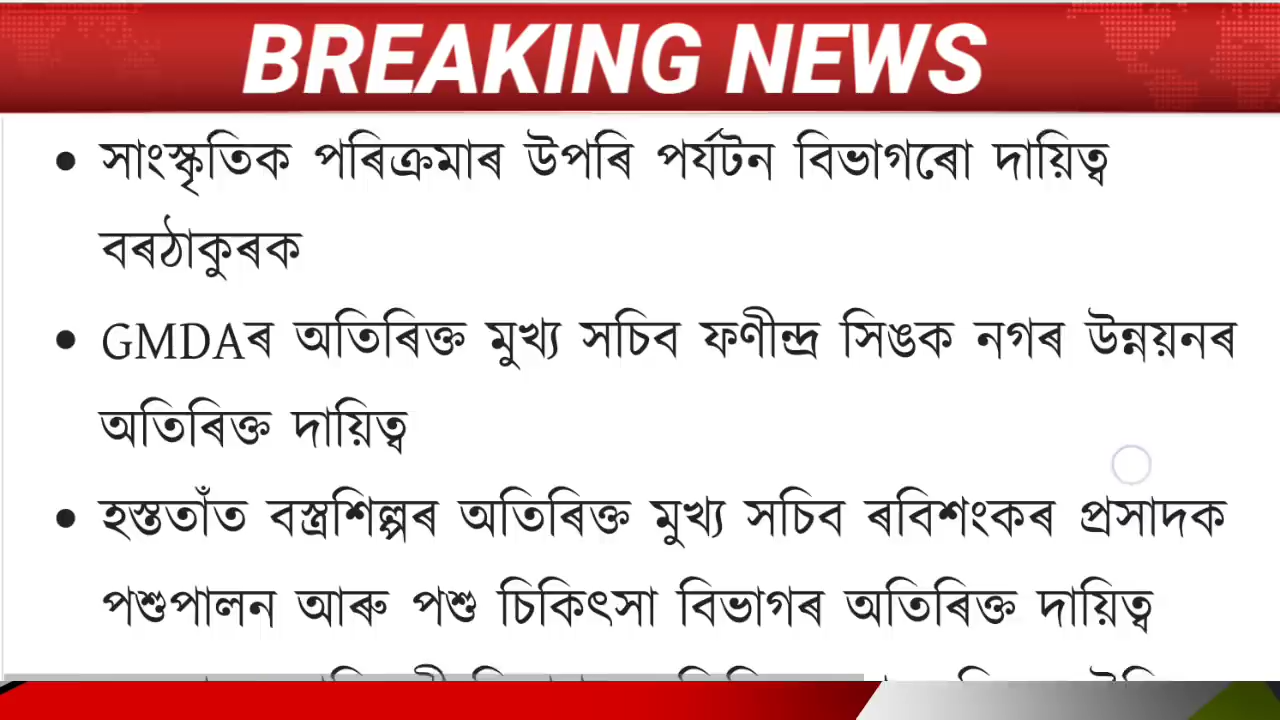 BREAKING NEWS
• সাংস্কৃতিক পৰিক্ৰমাৰ উপৰি পৰ্যটন বিভাগৰো দায়িত্ব
বৰঠাকুৰক
• GMDAৰ অতিৰিক্ত মুখ্য সচিব ফণীন্দ্ৰ সিঙক নগৰ উন্নয়নৰ
অতিৰিক্ত দায়িত্ব
• হস্ততাঁত বস্ত্ৰশিল্পৰ অতিৰিক্ত মুখ্য সচিব ৰবিশংকৰ প্ৰসাদক
পশুপালন আৰু পশু চিকিৎসা বিভাগৰ অতিৰিক্ত দায়িত্ব